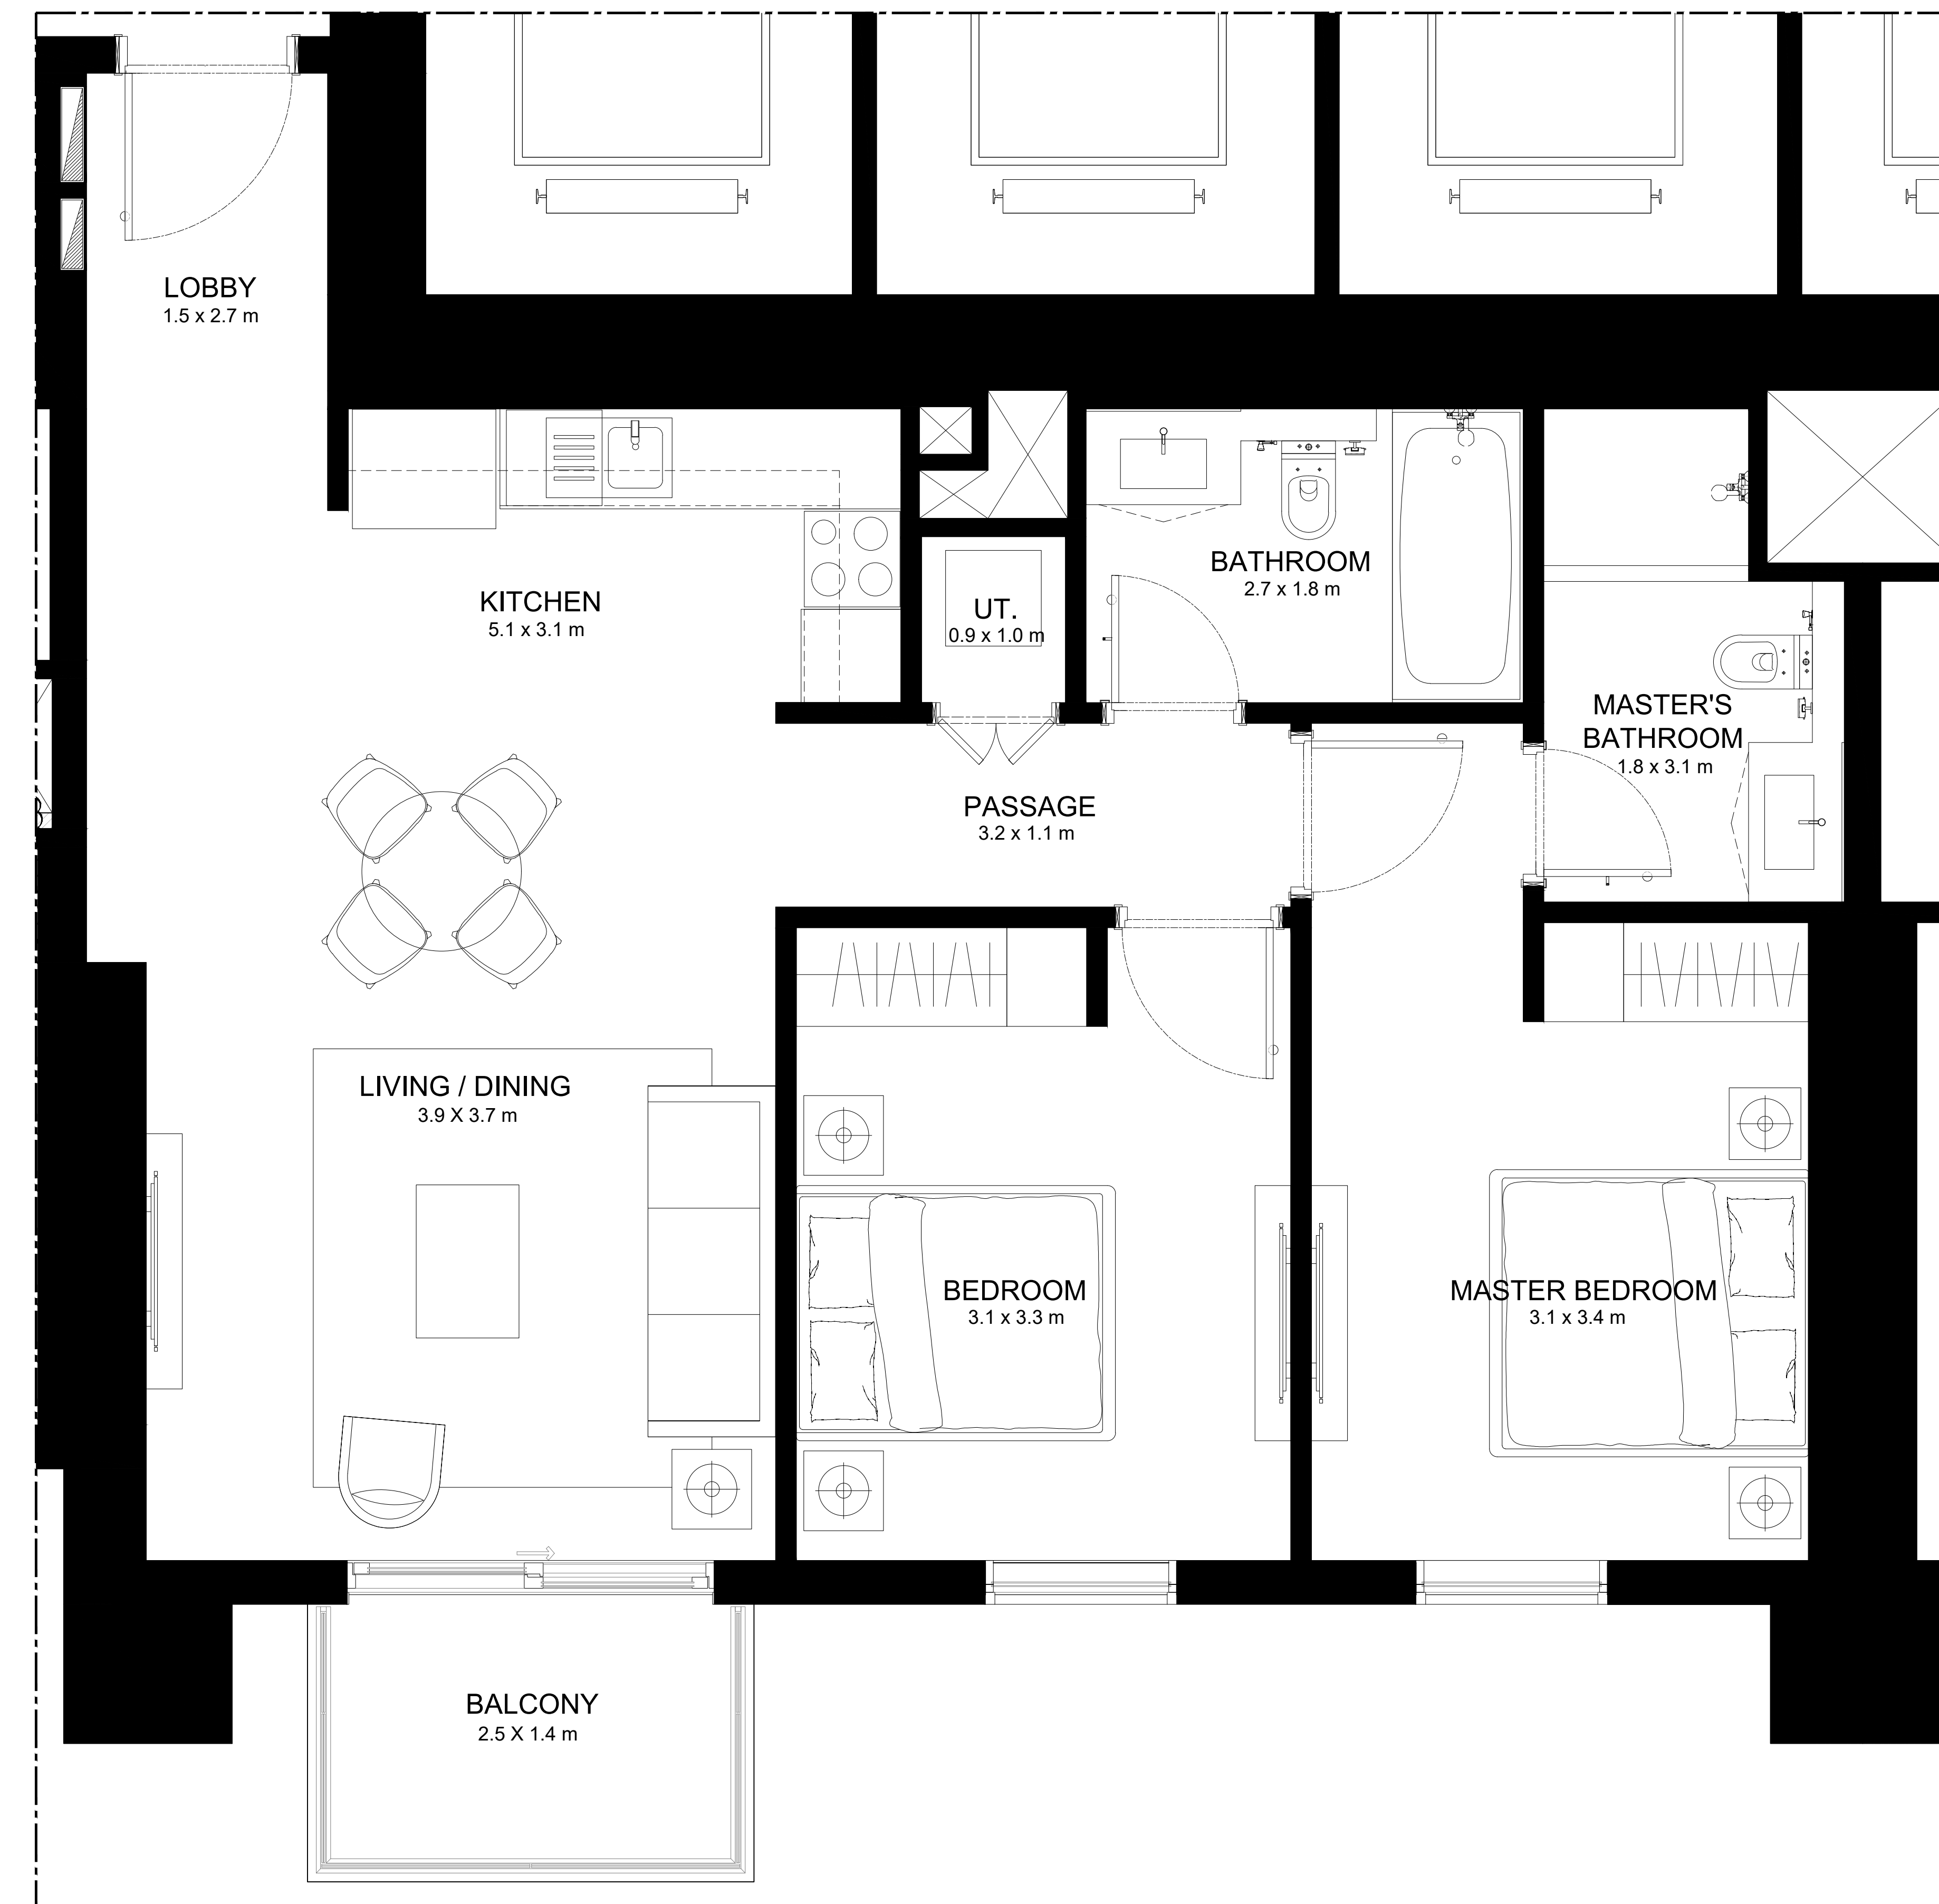 LOBBY
1.5 x 2.7 m
KITCHEN
5.1 x 3.1 m
UT.
0.9 x 1.0 m
BATHROOM
2.7 x 1.8 m
MASTER'S
BATHROOM
1.8 x 3.1 m
PASSAGE
3.2 x 1.1 m
LIVING / DINING
3.9 X 3.7 m
BEDROOM
3.1 x 3.3 m
MASTER BEDROOM
3.1 x 3.4 m
BALCONY
2.5 X 1.4 m